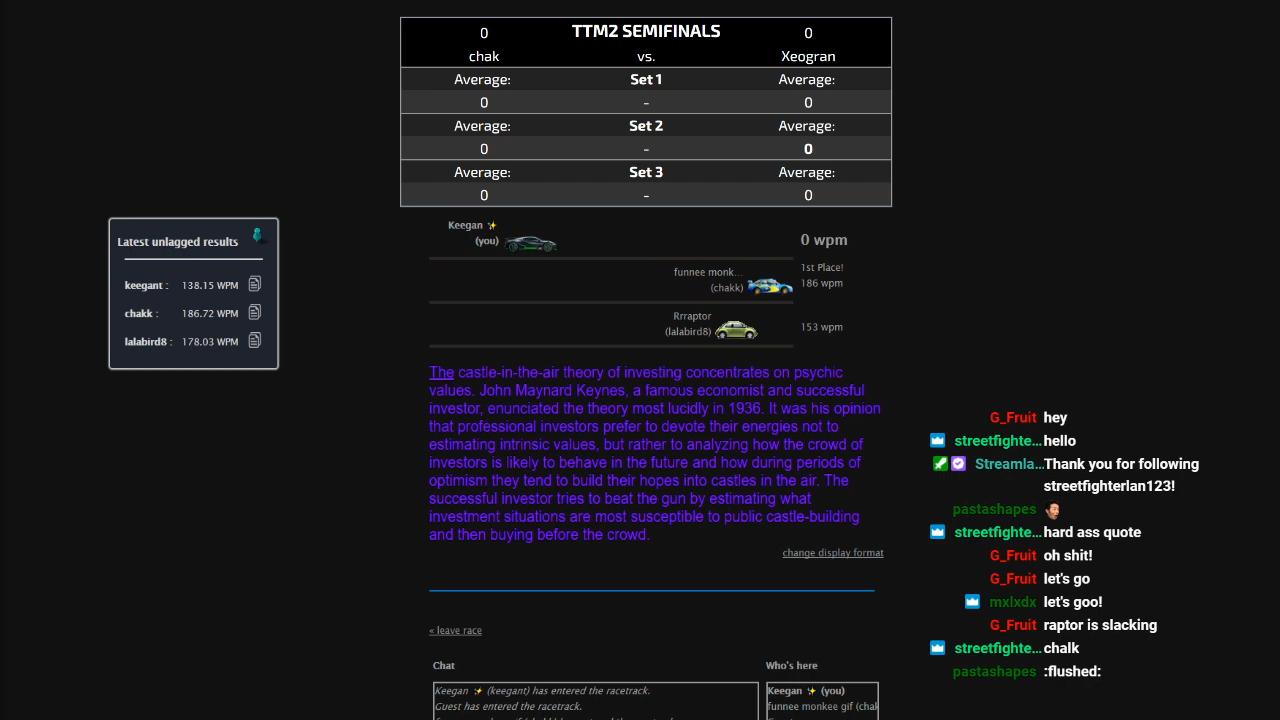 0 TTM2 SEMIFINALS 0
chak vs. Xeogran
Average: Set 1 Average:
0 - 0
Average: Set 2 Average:
0 - 0
Average: Set 3 Average:
0 - 0
Latest unlagged results
keegant : 138.15 WPM
chakk : 186.72 WPM
lalabird8 : 178.03 WPM
Keegan ✨
(you)
0 wpm
funnee monk...
(chakk)
1st Place!
186 wpm
Rrraptor
(lalabird8)
153 wpm
The castle-in-the-air theory of investing concentrates on psychic
values. John Maynard Keynes, a famous economist and successful
investor, enunciated the theory most lucidly in 1936. It was his opinion
that professional investors prefer to devote their energies not to
estimating intrinsic values, but rather to analyzing how the crowd of
investors is likely to behave in the future and how during periods of
optimism they tend to build their hopes into castles in the air. The
successful investor tries to beat the gun by estimating what
investment situations are most susceptible to public castle-building
and then buying before the crowd.
change display format
« leave race
Chat
Keegan ✨ (keegant) has entered the racetrack.
Guest has entered the racetrack.
Who's here
Keegan ✨ (you)
funnee monkee gif (chak
G_Fruit hey
streetfighte... hello
Streamla... Thank you for following
streetfighterlan123!
pastashapes
streetfighte... hard ass quote
G_Fruit oh shit!
G_Fruit let's go
mxlxdx let's goo!
G_Fruit raptor is slacking
streetfighte... chalk
pastashapes :flushed: